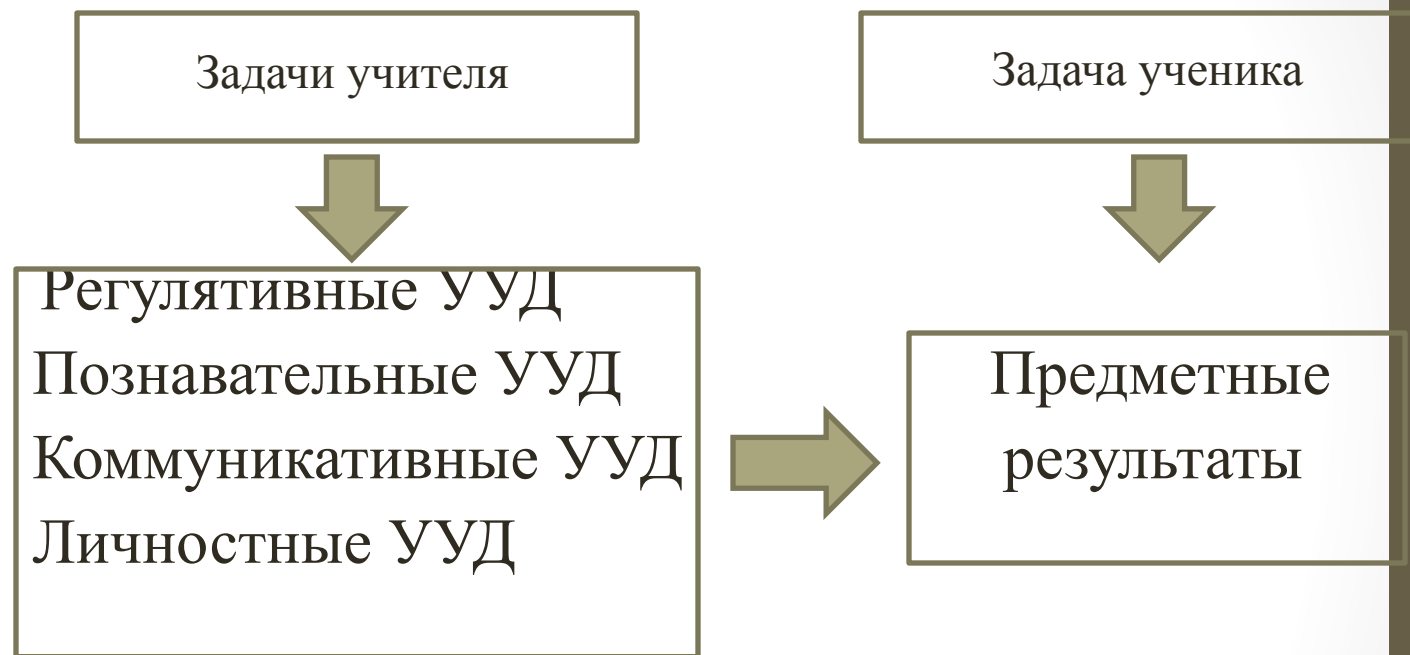 Задачи учителя
Задача ученика
Регулятивные УУД
Познавательные УУД
Коммуникативные УУД
Личностные УУД
Предметные
результаты